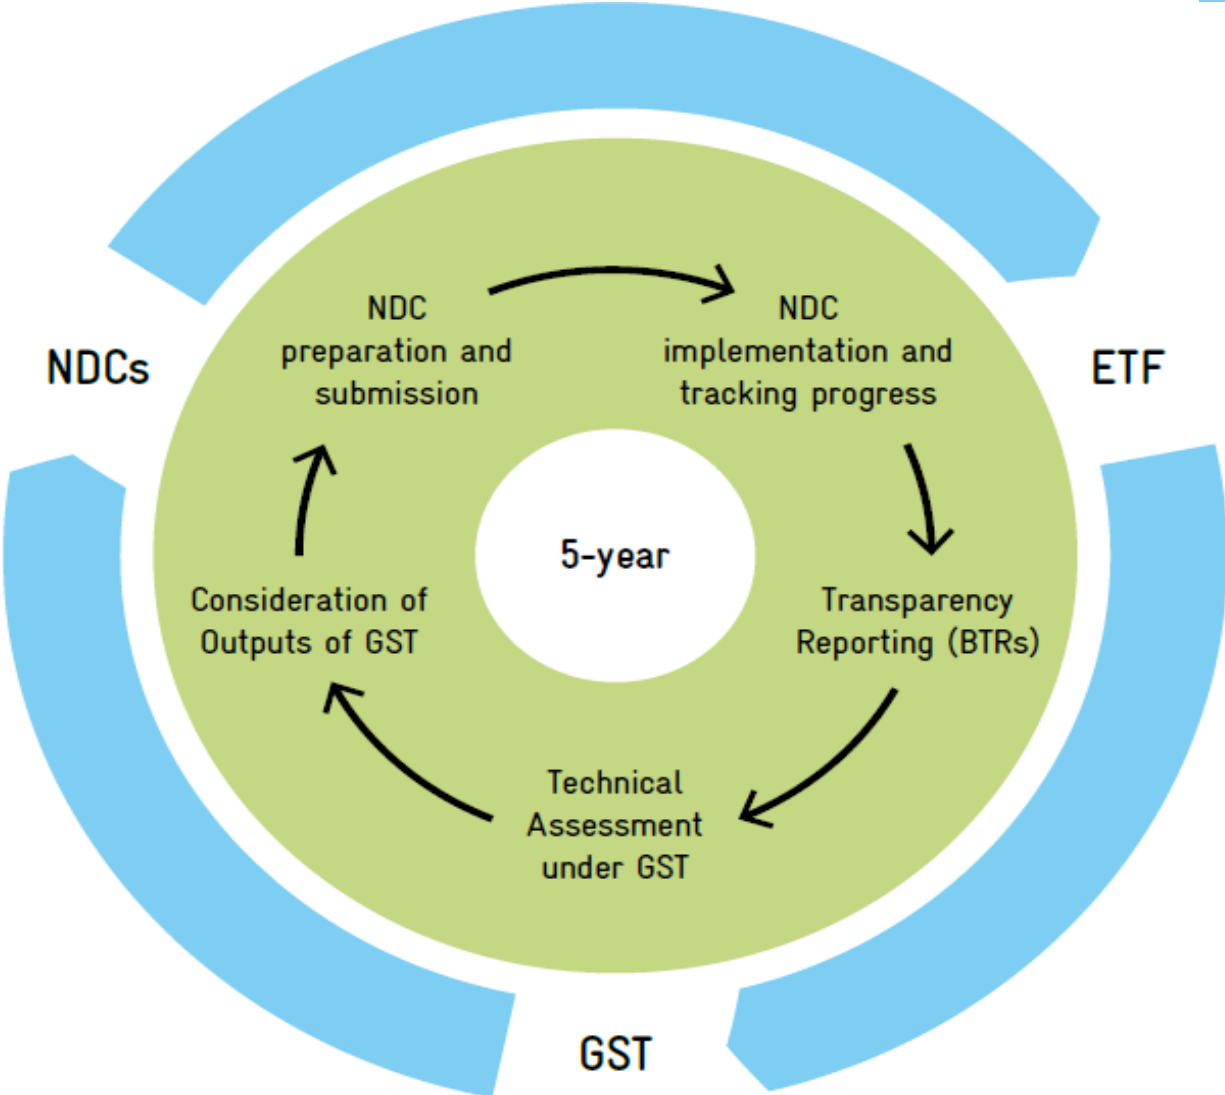 NDC
preparation and
submission
NDC
implementation and
tracking progress
NDCs
ETF
5-year
Consideration of
Outputs of GST
Transparency
Reporting (BTRs)
Technical
Assessment
under GST
GST